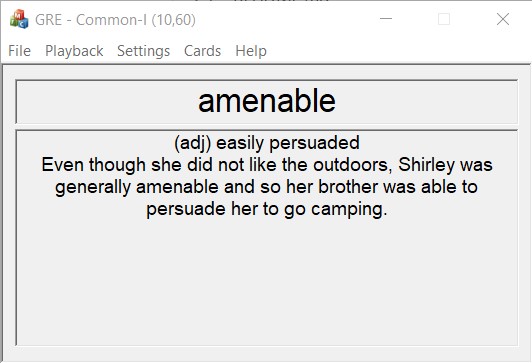 GRE - Common-I (10,60)
File Playback Settings Cards Help
amenable
(adj) easily persuaded
Even though she did not like the outdoors, Shirley was
generally amenable and so her brother was able to
persuade her to go camping.